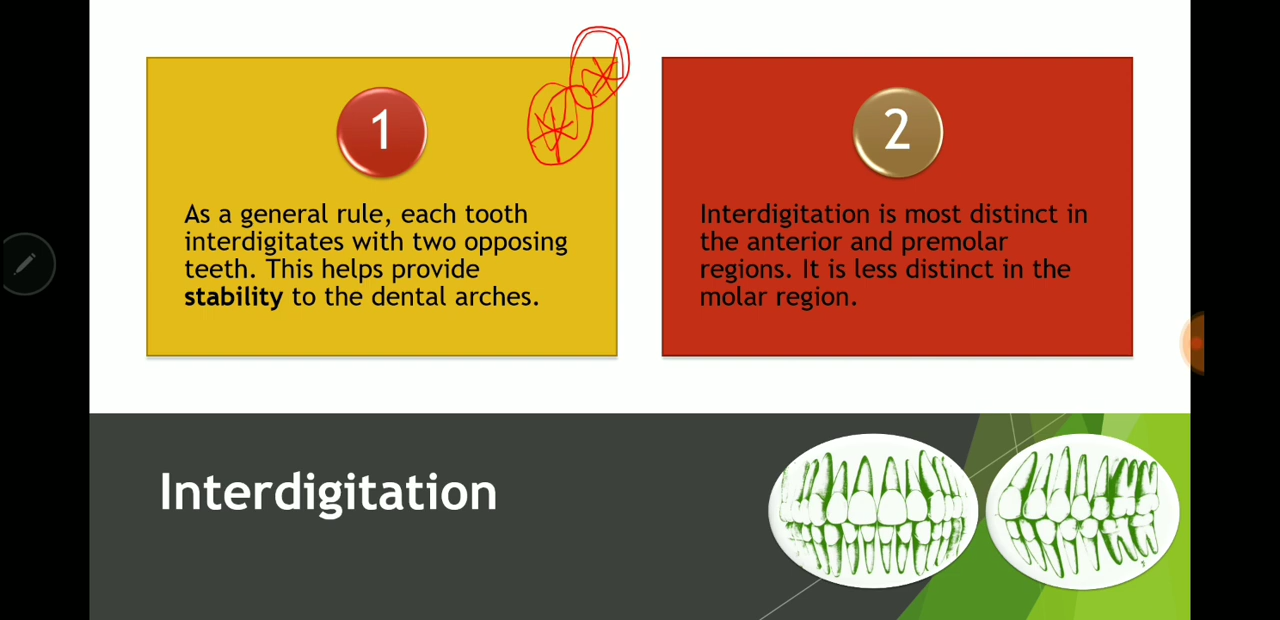 1
As a general rule, each tooth
interdigitates with two opposing
teeth. This helps provide
stability to the dental arches.
2
Interdigitation is most distinct in
the anterior and premolar
regions. It is less distinct in the
molar region.
Interdigitation